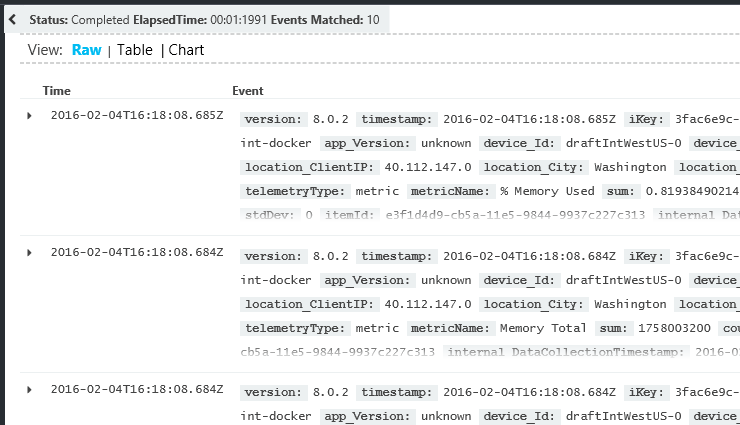 Status: Completed ElapsedTime: 00:01:1991 Events Matched: 10
View: Raw | Table | Chart
Time Event
2016-02-04T16:18:08.685Z version: 8.0.2 timestamp: 2016-02-04T16:18:08.685Z iKey: 3fac6e9c-
int-docker app_Version: unknown device_Id: draftIntWestUS-0 device_
location_ClientIP: 40.112.147.0 location_City: Washington location_
telemetryType: metric metricName: % Memory Used sum: 0.81938490214
stdDev: 0 itemId: e3f1d4d9-cb5a-11e5-9844-9937c227c313 internal_Dat
2016-02-04T16:18:08.684Z version: 8.0.2 timestamp: 2016-02-04T16:18:08.684Z iKey: 3fac6e9c-
int-docker app_Version: unknown device_Id: draftIntWestUS-0 device_
location_ClientIP: 40.112.147.0 location_City: Washington location_
telemetryType: metric metricName: Memory Total sum: 1758003200 cou
cb5a-11e5-9844-9937c227c313 internal_DataCollectionTimestamp: 2016-0
2016-02-04T16:18:08.684Z version: 8.0.2 timestamp: 2016-02-04T16:18:08.684Z iKey: 3fac6e9c-
int-docker app_Version: unknown device_Id: draftIntWestUS-0 device_